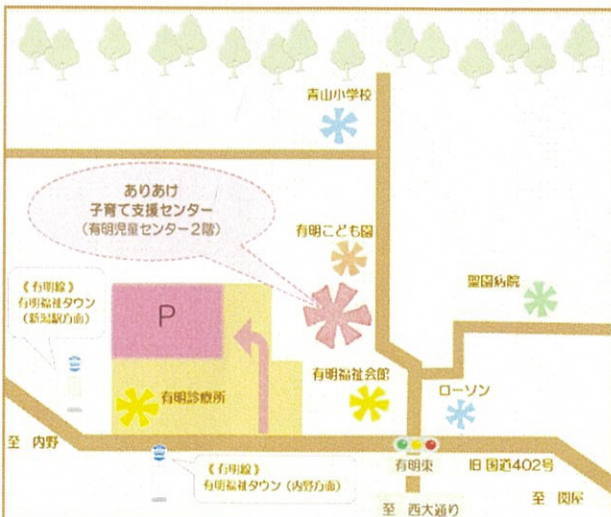 青山小学校
ありあけ
子育て支援センター
(有明児童センター2階)
有明こども園
聖園病院
《有明線》
有明福祉タウン
(新潟駅方面)
P
有明診療所
有明福祉会館
ローソン
至 内野
有明東
旧 国道402号
《有明線》
有明福祉タウン(内野方面)
至 西大通り
至 関屋